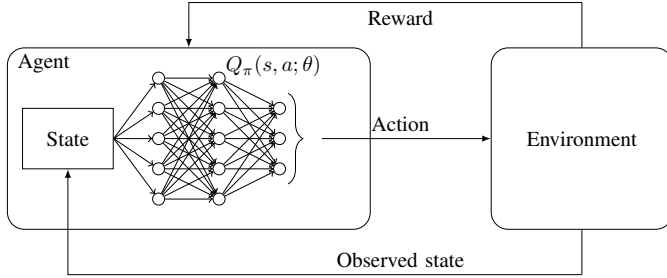 Reward
Agent
Qπ(s, a; θ)
State
Action
Environment
Observed state